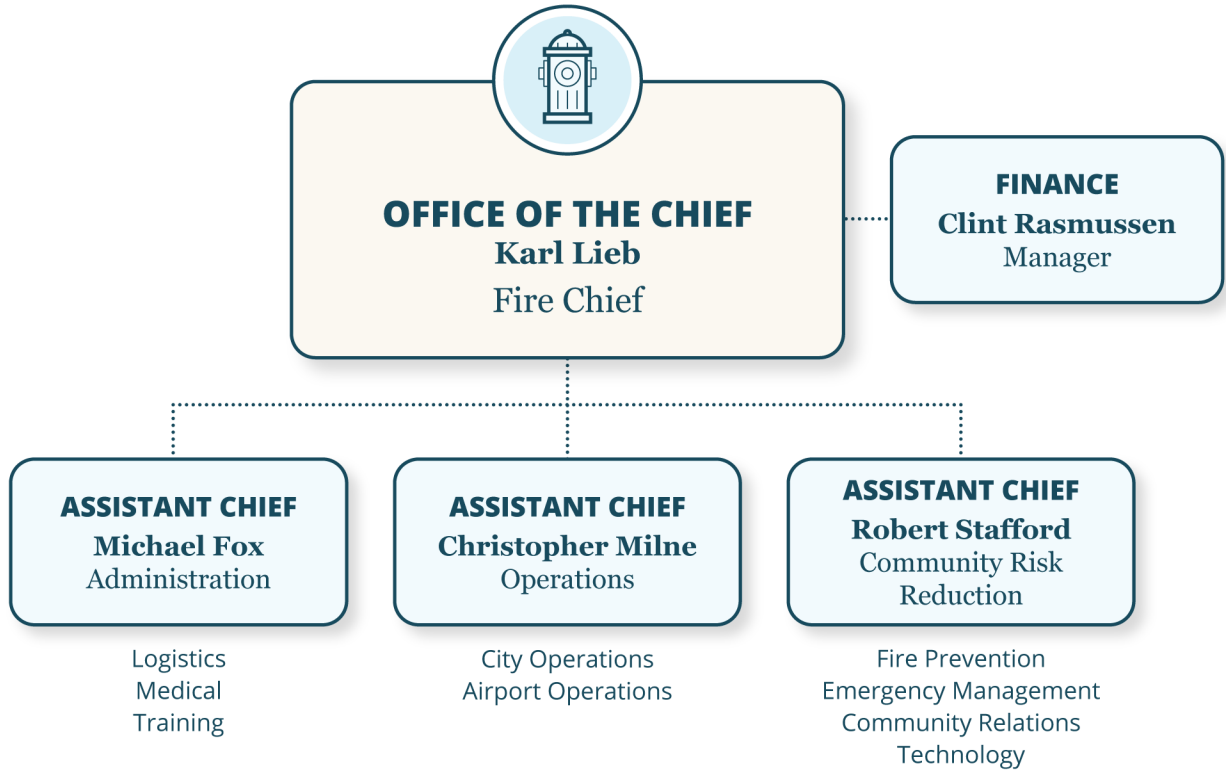 OFFICE OF THE CHIEF
Karl Lieb
Fire Chief
FINANCE
Clint Rasmussen
Manager
ASSISTANT CHIEF
Michael Fox
Administration
Logistics
Medical
Training
ASSISTANT CHIEF
Christopher Milne
Operations
City Operations
Airport Operations
ASSISTANT CHIEF
Robert Stafford
Community Risk
Reduction
Fire Prevention
Emergency Management
Community Relations
Technology